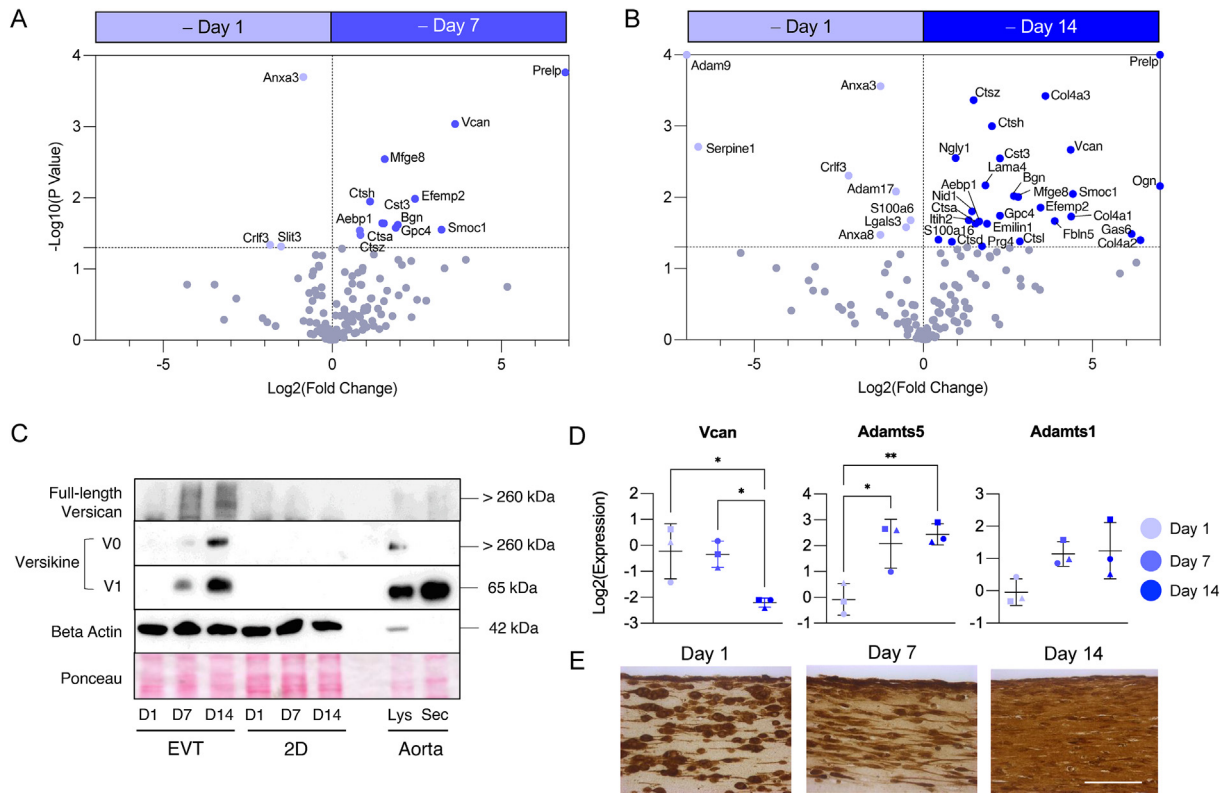 A
– Day 1
– Day 7
4
3
2
1
0
-5
0
5
-Log10(P Value)
Log2(Fold Change)
Anxa3
Prelp
Vcan
Mfge8
Ctsh
Efemp2
Cst3
Aebp1
Bgn
Gpc4
Smoc1
Ctsa
Ctsz
Crlf3
Slit3
B
– Day 1
– Day 14
4
3
2
1
0
-5
0
5
Log2(Fold Change)
Adam9
Prelp
Anxa3
Ctsz
Col4a3
Ctsh
Serpine1
Ngly1
Cst3
Vcan
Crlf3
Lama4
Adam17
Aebp1
Bgn
Ogn
Nid1
Mfge8
Smoc1
S100a6
Ctsa
Efemp2
Lgals3
Itih2
Gpc4
Col4a1
Anxa8
S100a16
Emilin1
Fbln5
Gas6
Ctsd
Prg4
Ctsl
Col4a2
C
Full-length
Versican
> 260 kDa
Versikine
V0
> 260 kDa
V1
65 kDa
Beta Actin
42 kDa
Ponceau
D1 D7 D14 D1 D7 D14 Lys Sec
EVT 2D Aorta
D
Vcan
Adamts5
Adamts1
Log2(Expression)
*
*
2
1
0
-1
-2
-3
**
*
4
3
2
1
0
-1
3
2
1
0
-1
Day 1
Day 7
Day 14
E
Day 1
Day 7
Day 14